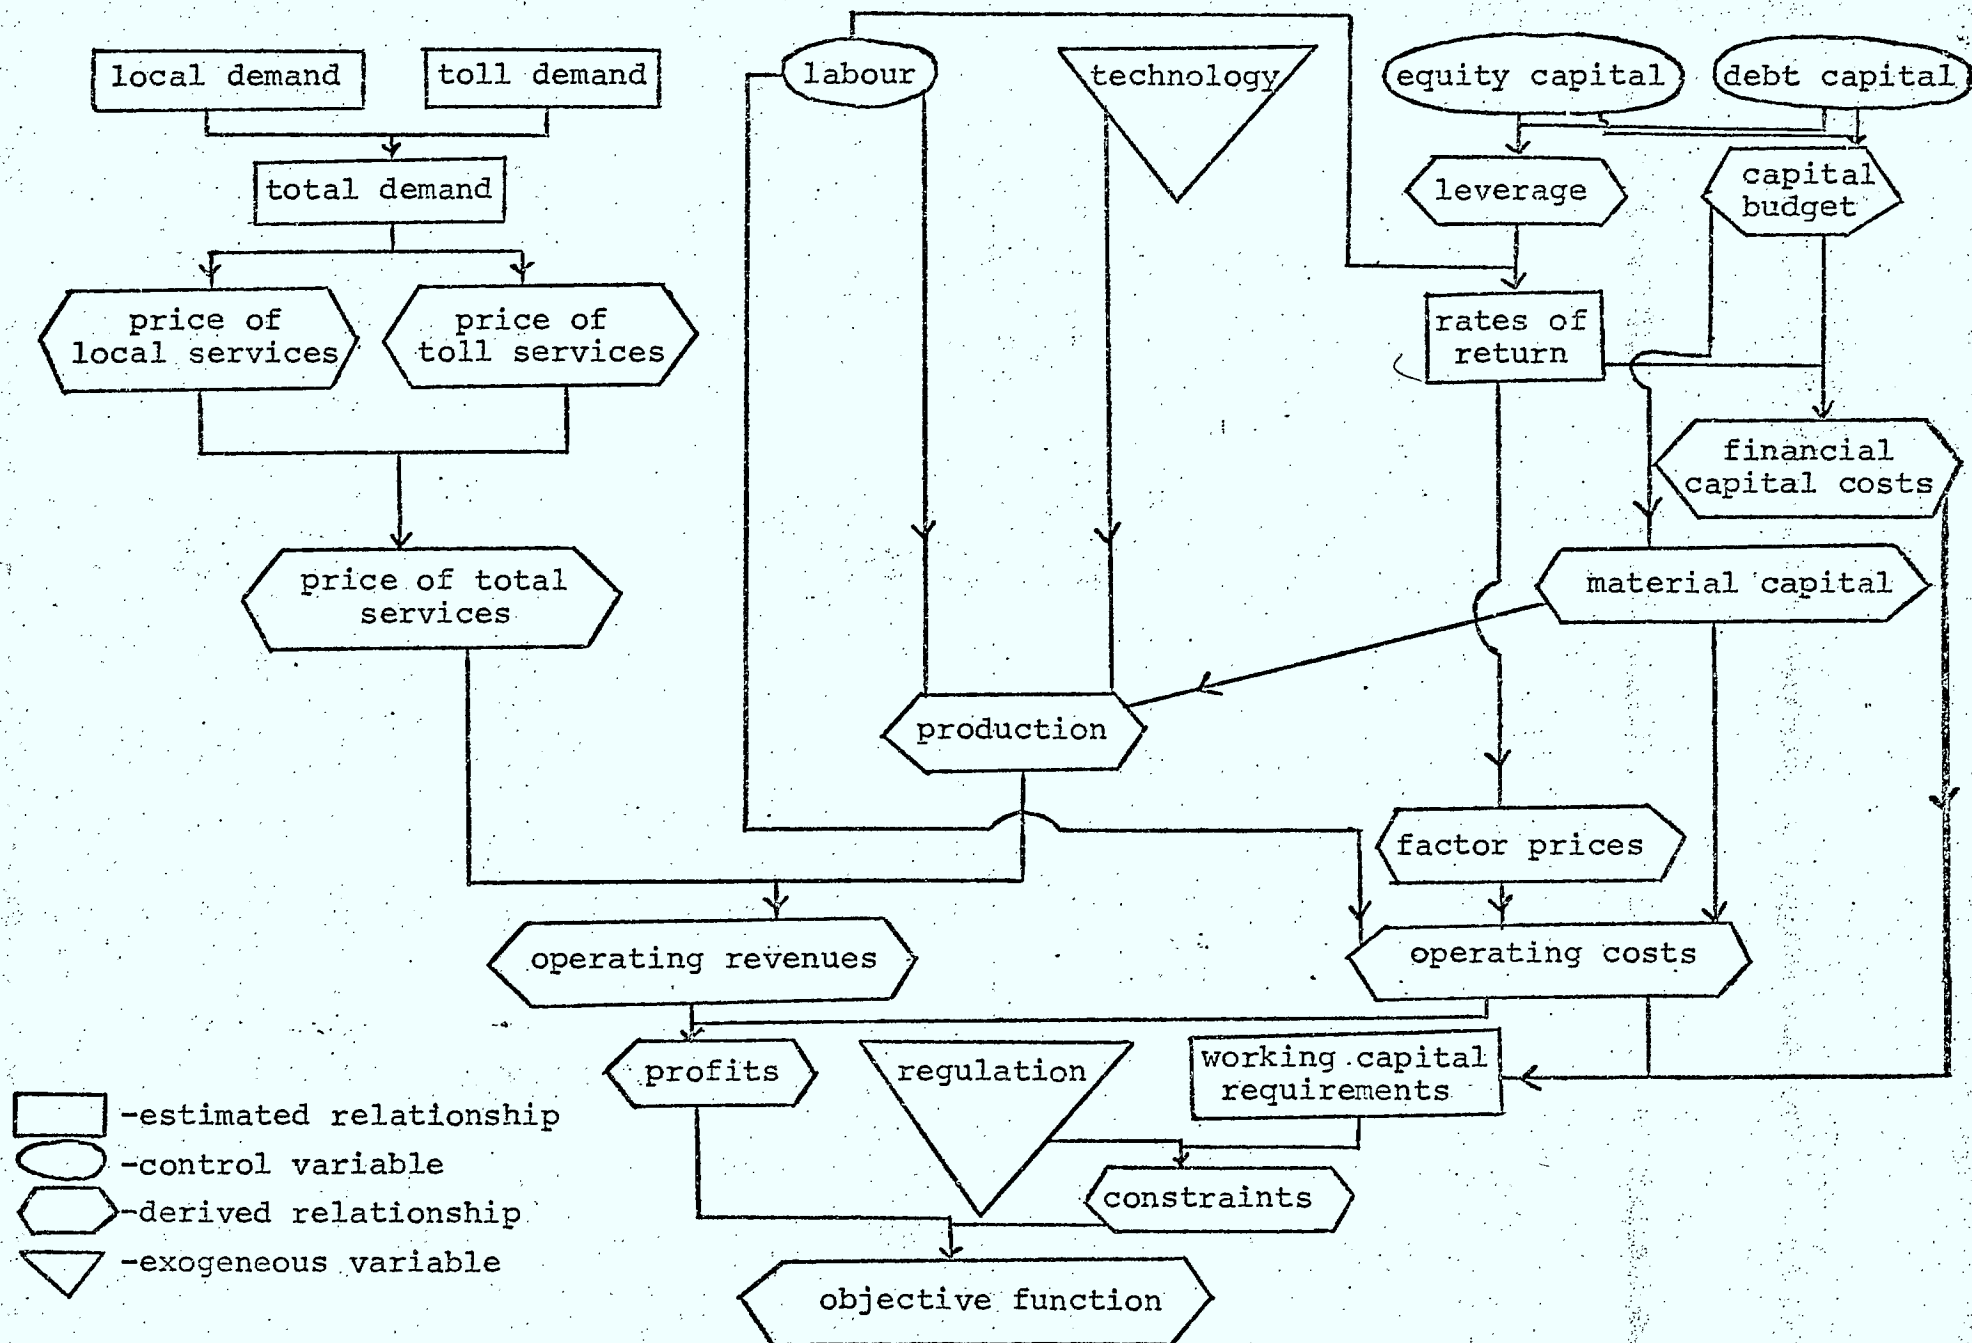 local demand
toll demand
labour
technology
equity capital
debt capital
total demand
leverage
capital
budget
price of
local services
price of
toll services
rates of
return
financial
capital costs
price of total
services
material capital
production
factor prices
operating revenues
operating costs
profits
regulation
working capital
requirements
constraints
objective function
-estimated relationship
-control variable
-derived relationship
-exogeneous variable